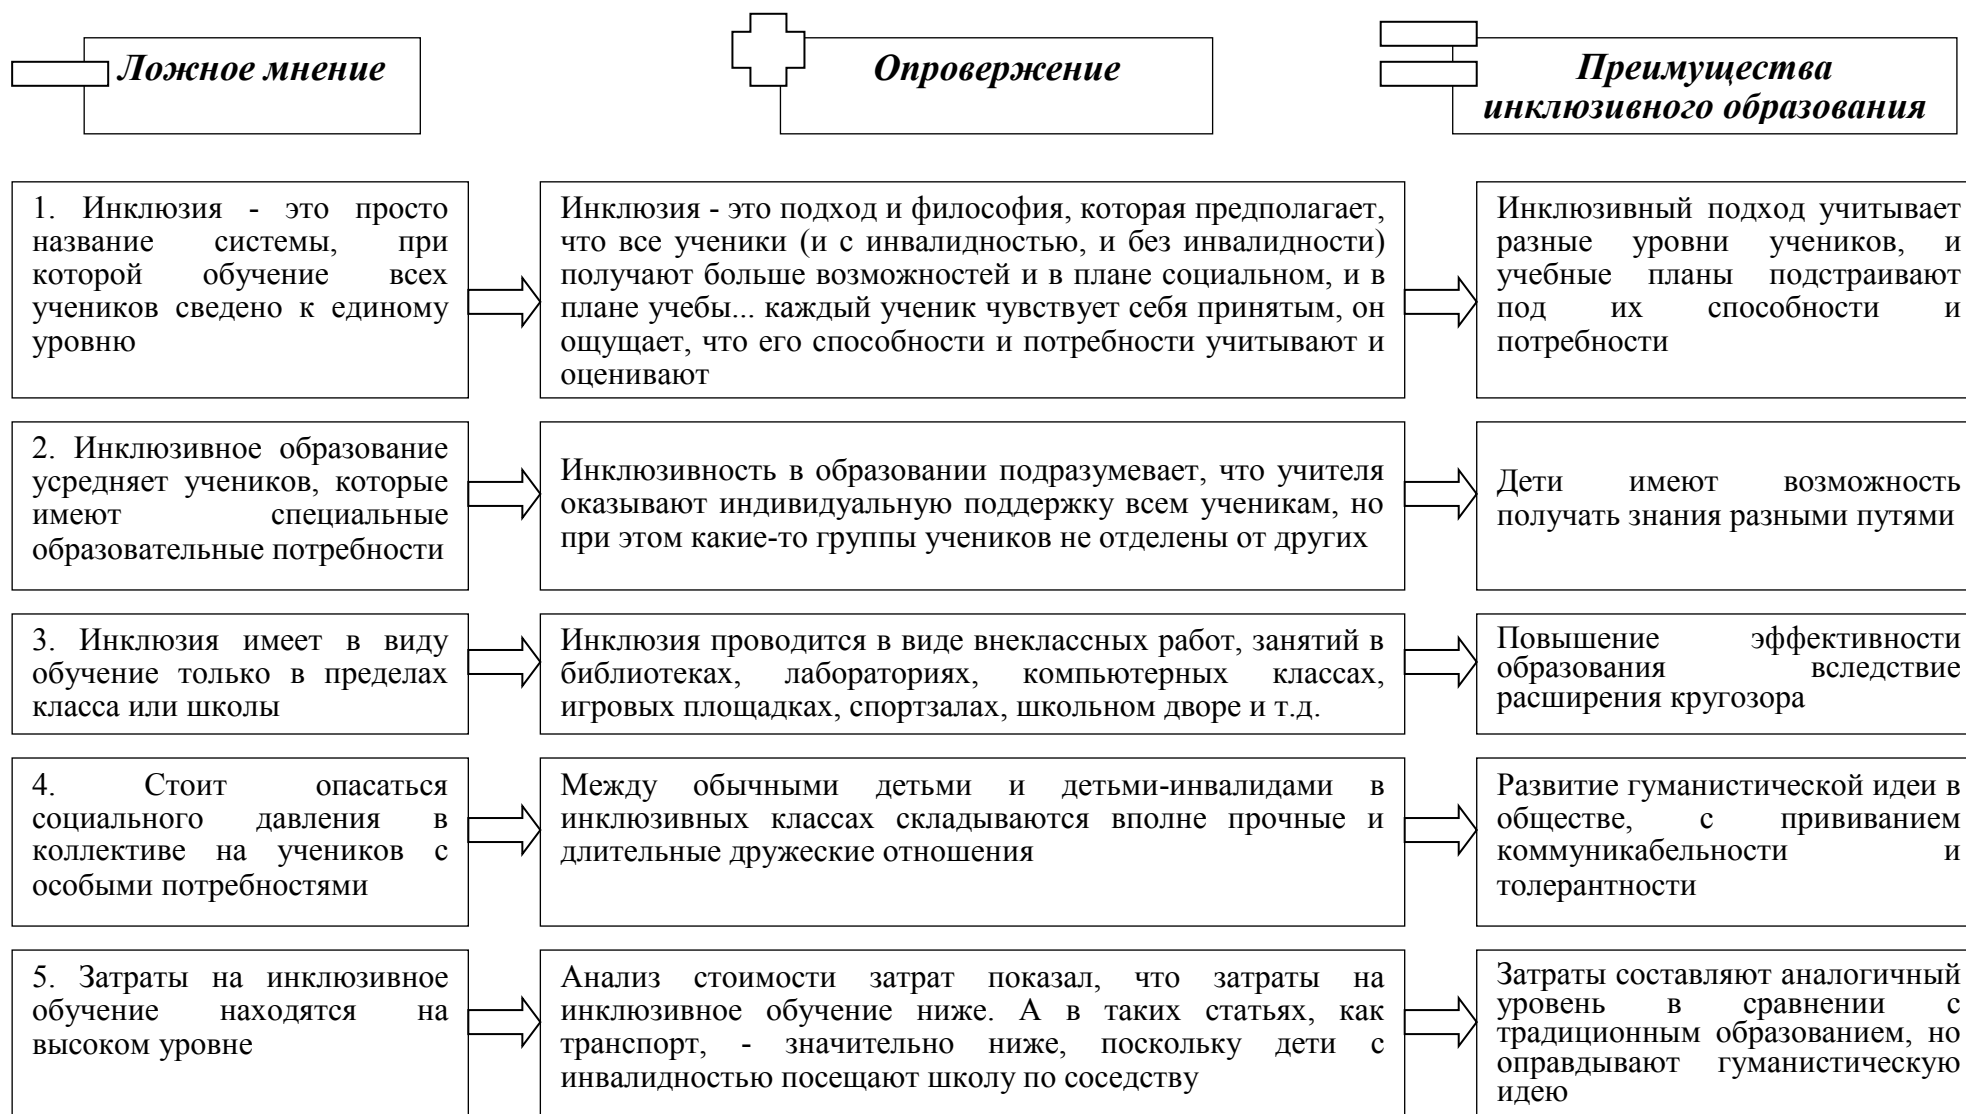 Ложное мнение
Опровержение
Преимущества
инклюзивного образования
1. Инклюзия - это просто
название системы, при
которой обучение всех
учеников сведено к единому
уровню
Инклюзия - это подход и философия, которая предполагает,
что все ученики (и с инвалидностью, и без инвалидности)
получают больше возможностей и в плане социальном, и в
плане учебы... каждый ученик чувствует себя принятым, он
ощущает, что его способности и потребности учитывают и
оценивают
Инклюзивный подход учитывает
разные уровни учеников, и
учебные планы подстраивают
под их способности и
потребности
2. Инклюзивное образование
усредняет учеников, которые
имеют специальные
образовательные потребности
Инклюзивность в образовании подразумевает, что учителя
оказывают индивидуальную поддержку всем ученикам, но
при этом какие-то группы учеников не отделены от других
Дети имеют возможность
получать знания разными путями
3. Инклюзия имеет в виду
обучение только в пределах
класса или школы
Инклюзия проводится в виде внеклассных работ, занятий в
библиотеках, лабораториях, компьютерных классах,
игровых площадках, спортзалах, школьном дворе и т.д.
Повышение эффективности
образования вследствие
расширения кругозора
4. Стоит опасаться
социального давления в
коллективе на учеников с
особыми потребностями
Между обычными детьми и детьми-инвалидами в
инклюзивных классах складываются вполне прочные и
длительные дружеские отношения
Развитие гуманистической идеи в
обществе, с прививанием
коммуникабельности и
толерантности
5. Затраты на инклюзивное
обучение находятся на
высоком уровне
Анализ стоимости затрат показал, что затраты на
инклюзивное обучение ниже. А в таких статьях, как
транспорт, - значительно ниже, поскольку дети с
инвалидностью посещают школу по соседству
Затраты составляют аналогичный
уровень в сравнении с
традиционным образованием, но
оправдывают гуманистическую
идею